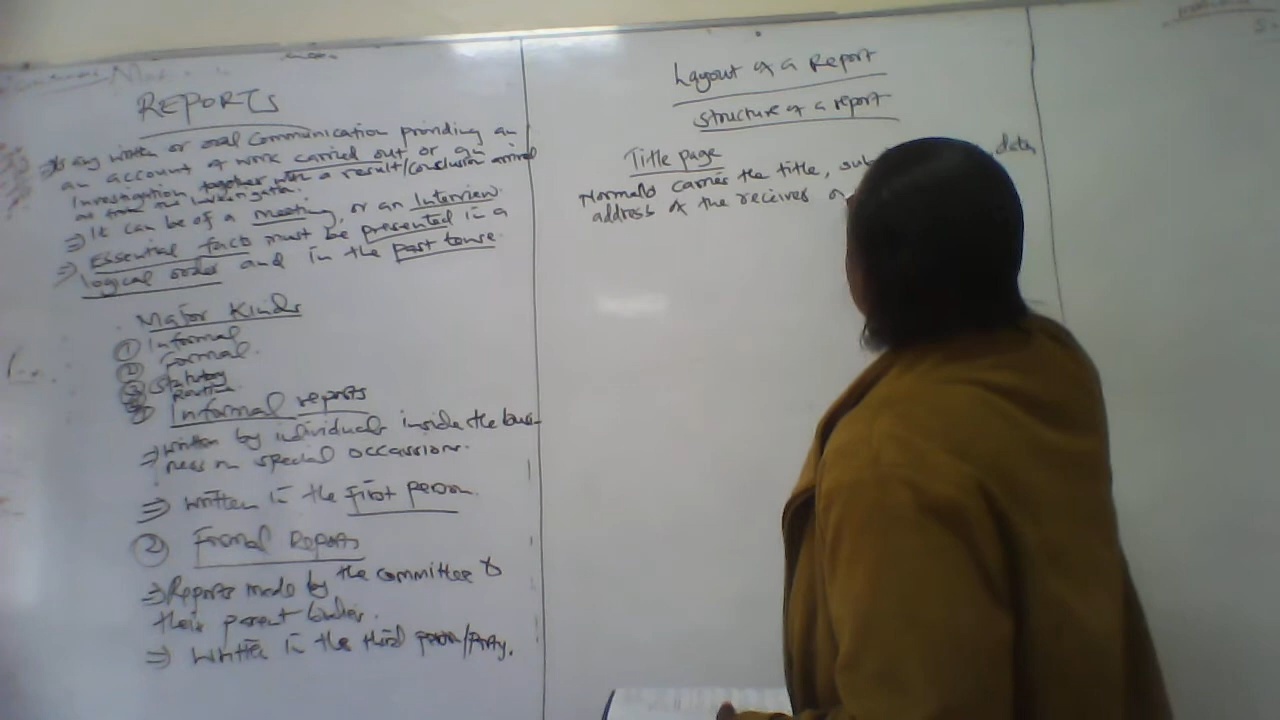 REPORTS
⇒ Is any written or oral communication providing an
an account of work carried out or an
Investigation together with a result/conclusion arrived
as from the investigation.
⇒ It can be of a meeting, or an Interview.
⇒ Essential facts must be presented in a
logical order and in the past tense.
Major Kinds
① Informal
② Formal.
③ Statutory
④ Routine.
Informal reports
⇒ written by individuals inside the busi-
ness on special occassions.
⇒ written in the first person.
② Formal Reports
⇒ Reports made by the committee to
their parent bodies.
⇒ Written in the third person/party.
Layout of a Report
structure of a report
Title page
Normally carries the title, sub
date,
address of the receiver